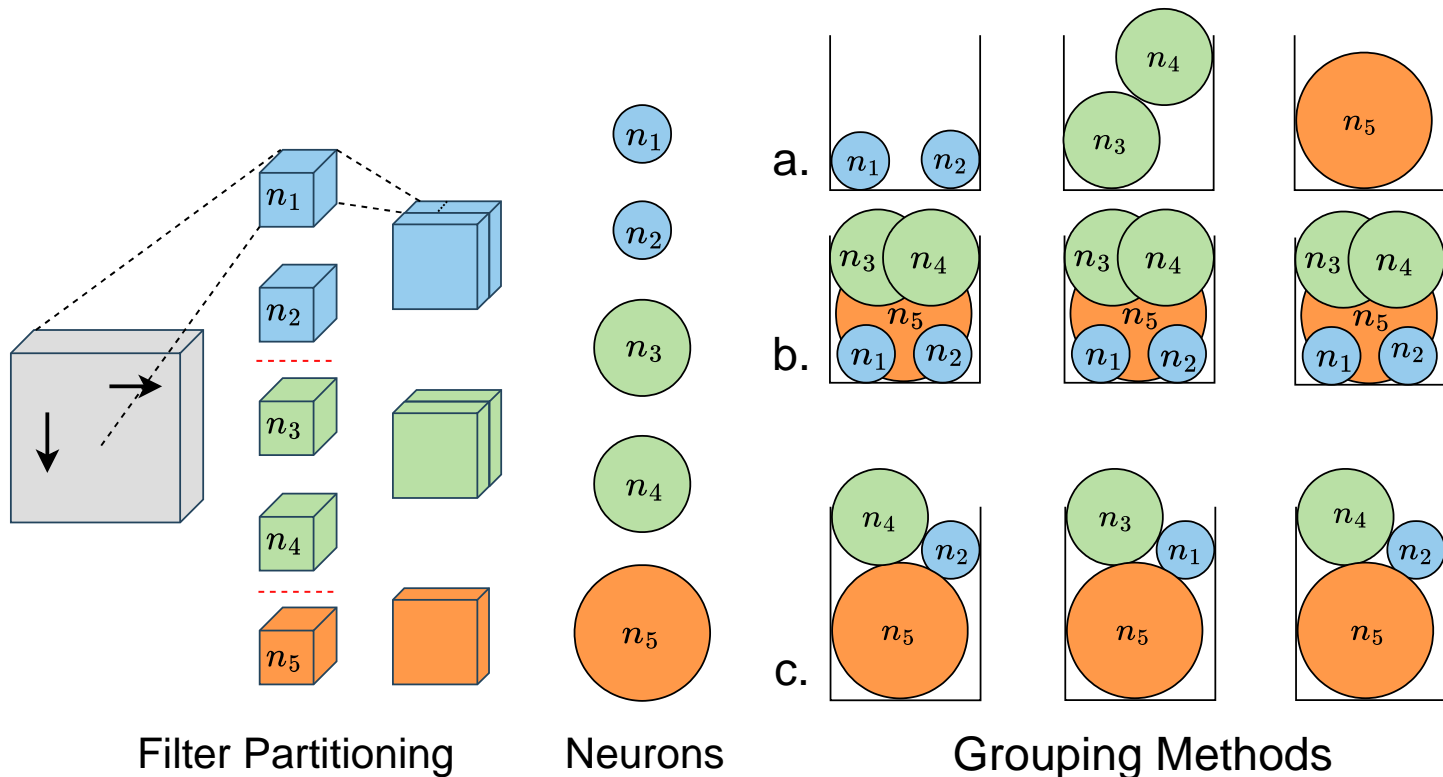 n1
n2
n3
n4
n5
Filter Partitioning
n1
n2
n3
n4
n5
Neurons
a.
n1 n2
n3 n4
n5
b.
n3 n4 n5 n1 n2
n3 n4 n5 n1 n2
n3 n4 n5 n1 n2
c.
n4 n2 n5
n3 n1 n5
n4 n2 n5
Grouping Methods